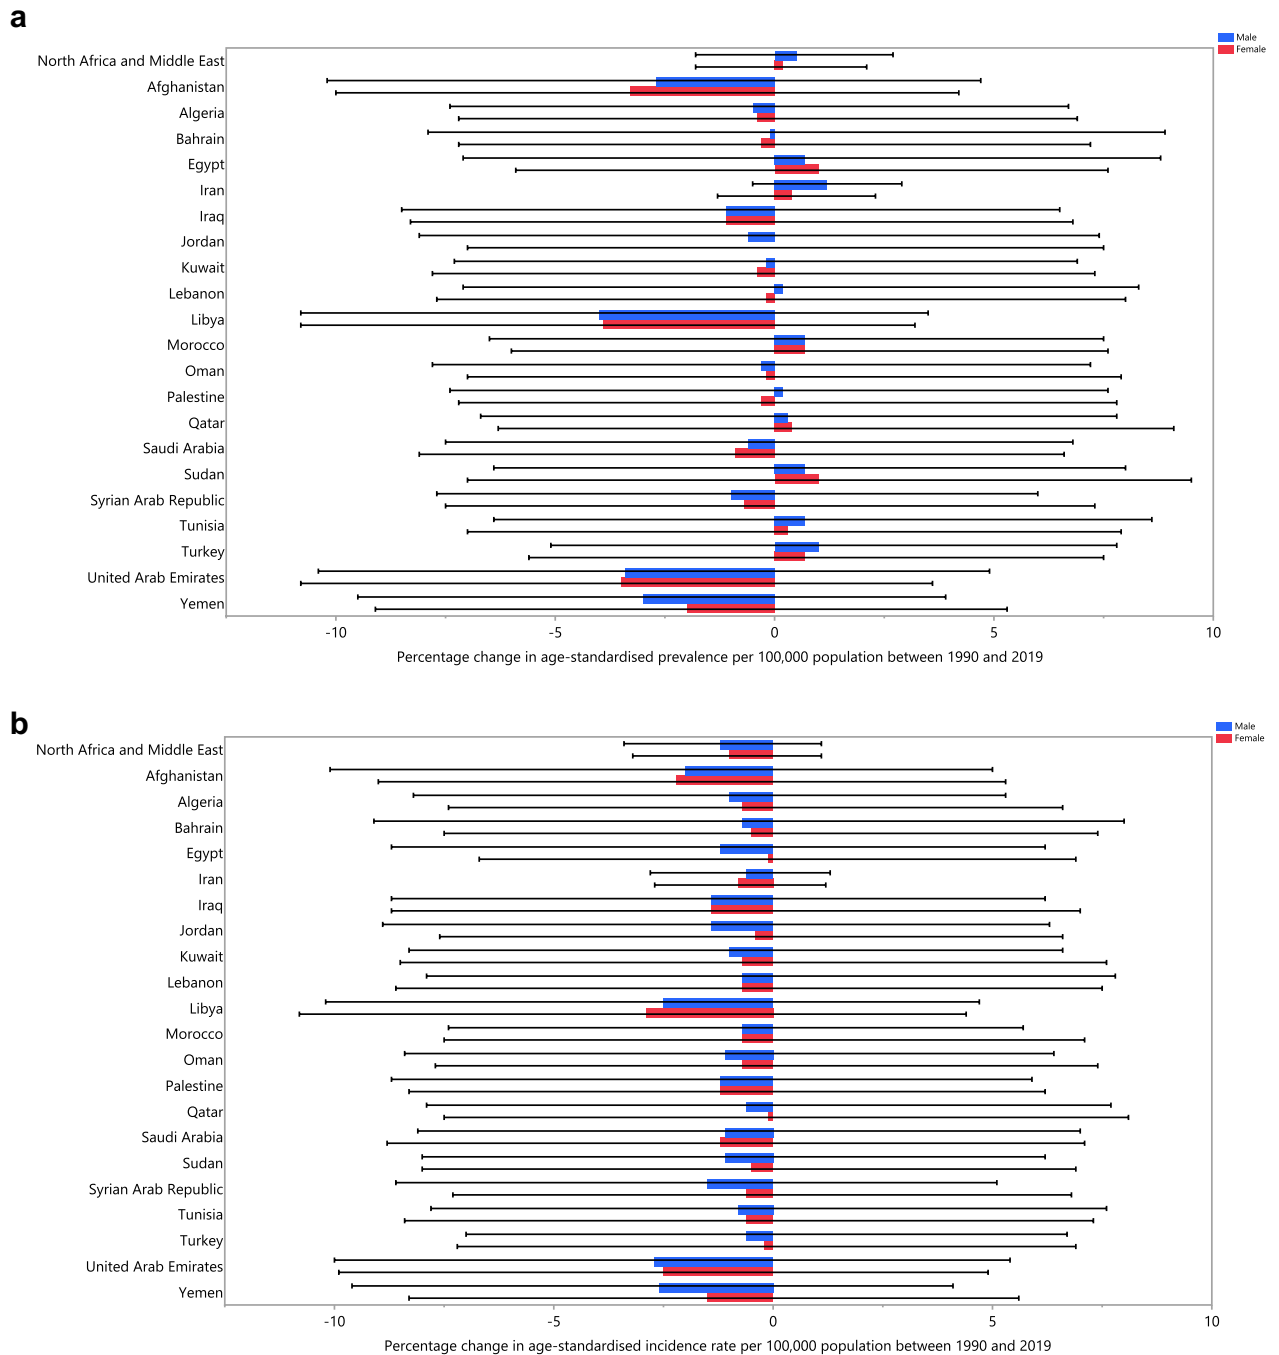 a
Male
Female
North Africa and Middle East
Afghanistan
Algeria
Bahrain
Egypt
Iran
Iraq
Jordan
Kuwait
Lebanon
Libya
Morocco
Oman
Palestine
Qatar
Saudi Arabia
Sudan
Syrian Arab Republic
Tunisia
Turkey
United Arab Emirates
Yemen
-10 -5 0 5 10
Percentage change in age-standardised prevalence per 100,000 population between 1990 and 2019
b
Male
Female
North Africa and Middle East
Afghanistan
Algeria
Bahrain
Egypt
Iran
Iraq
Jordan
Kuwait
Lebanon
Libya
Morocco
Oman
Palestine
Qatar
Saudi Arabia
Sudan
Syrian Arab Republic
Tunisia
Turkey
United Arab Emirates
Yemen
-10 -5 0 5 10
Percentage change in age-standardised incidence rate per 100,000 population between 1990 and 2019